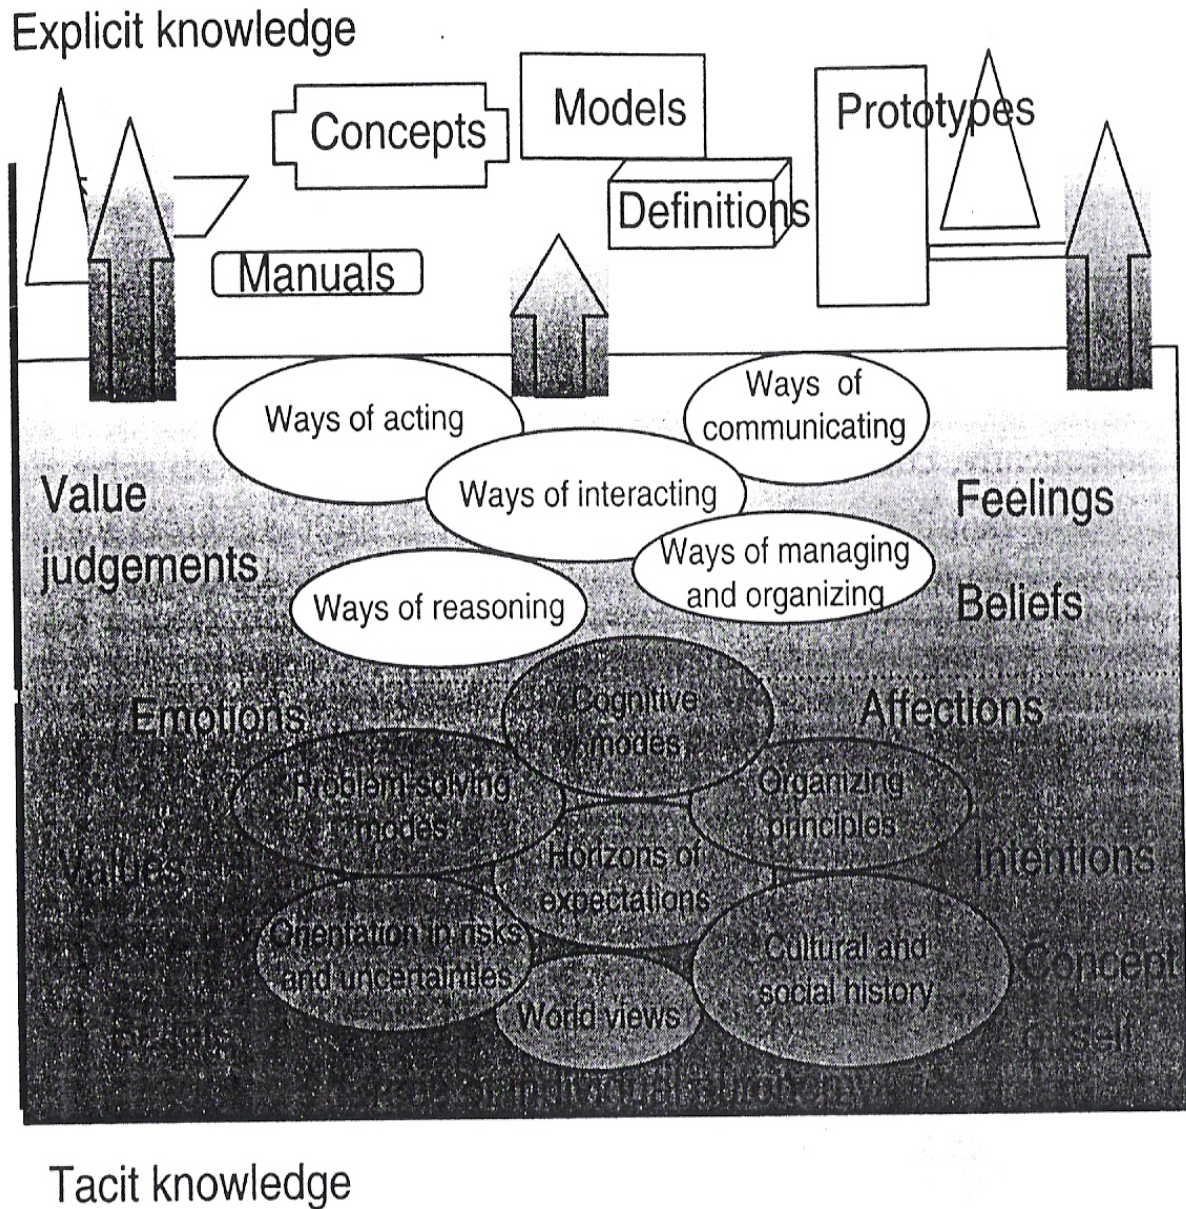 Explicit knowledge
Concepts
Models
Prototypes
Definitions
Manuals
Ways of acting
Ways of
communicating
Ways of interacting
Value
judgements
Feelings
Ways of managing
and organizing
Ways of reasoning
Beliefs
Emotions
Cognitive
modes
Affections
Problem-solving
modes
Organizing
principles
Values
Horizons of
expectations
Intentions
Orientation in risks
and uncertainties
Cultural and
social history
Concept
self
World views
Tacit knowledge